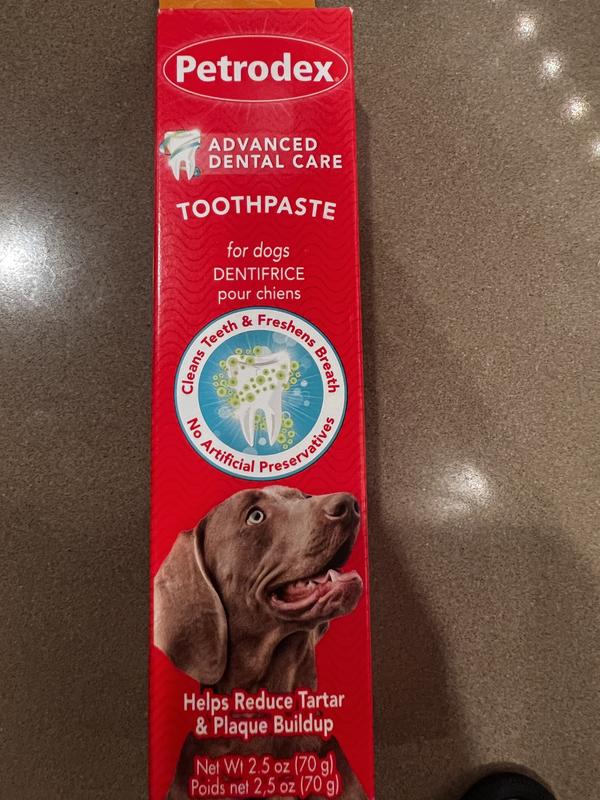 Petrodex
ADVANCED
DENTAL CARE
TOOTHPASTE
for dogs
DENTIFRICE
pour chiens
Cleans Teeth & Freshens Breath
No Artificial Preservatives
Helps Reduce Tartar
& Plaque Buildup
Net Wt 2.5 oz (70 g)
Poids net 2,5 oz (70 g)